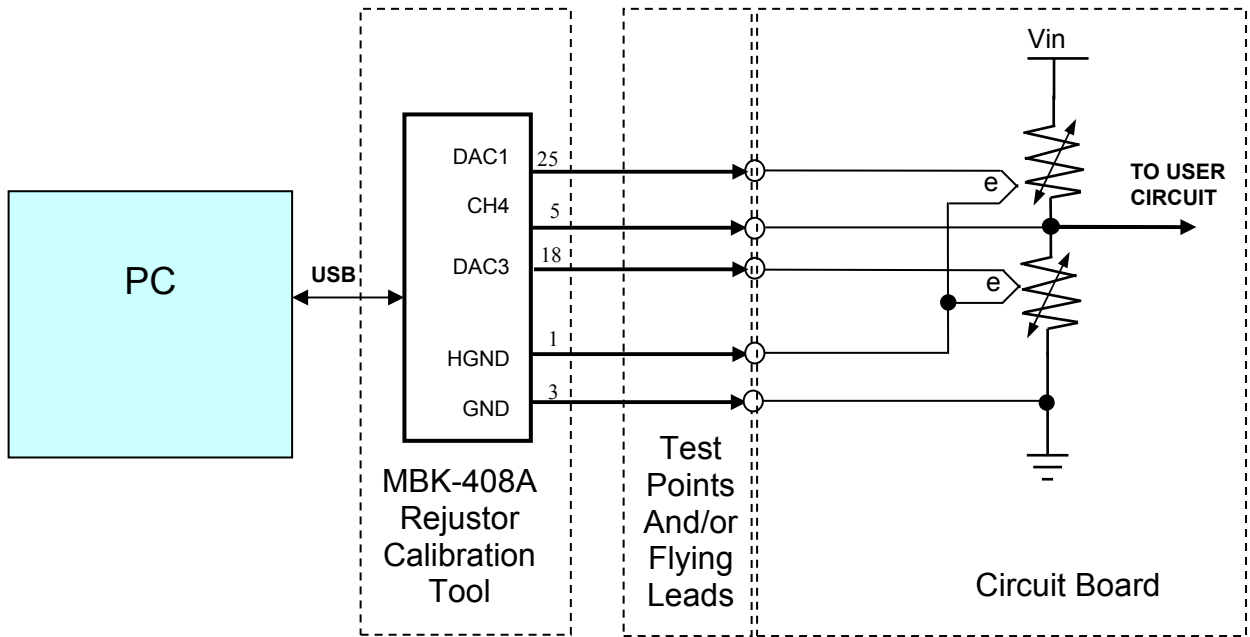 PC
USB
DAC1
25
CH4
5
DAC3
18
HGND
1
GND
3
MBK-408A
Rejustor
Calibration
Tool
Test
Points
And/or
Flying
Leads
Vin
e
e
TO USER
CIRCUIT
Circuit Board